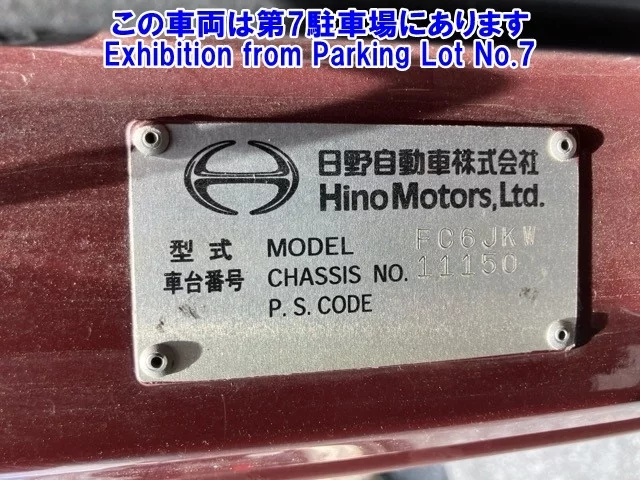 この車両は第7駐車場にあります
Exhibition from Parking Lot No.7
日野自動車株式会社
Hino Motors, Ltd.
型式 MODEL FC6JKW
車台番号 CHASSIS NO. 11150
P. S. CODE